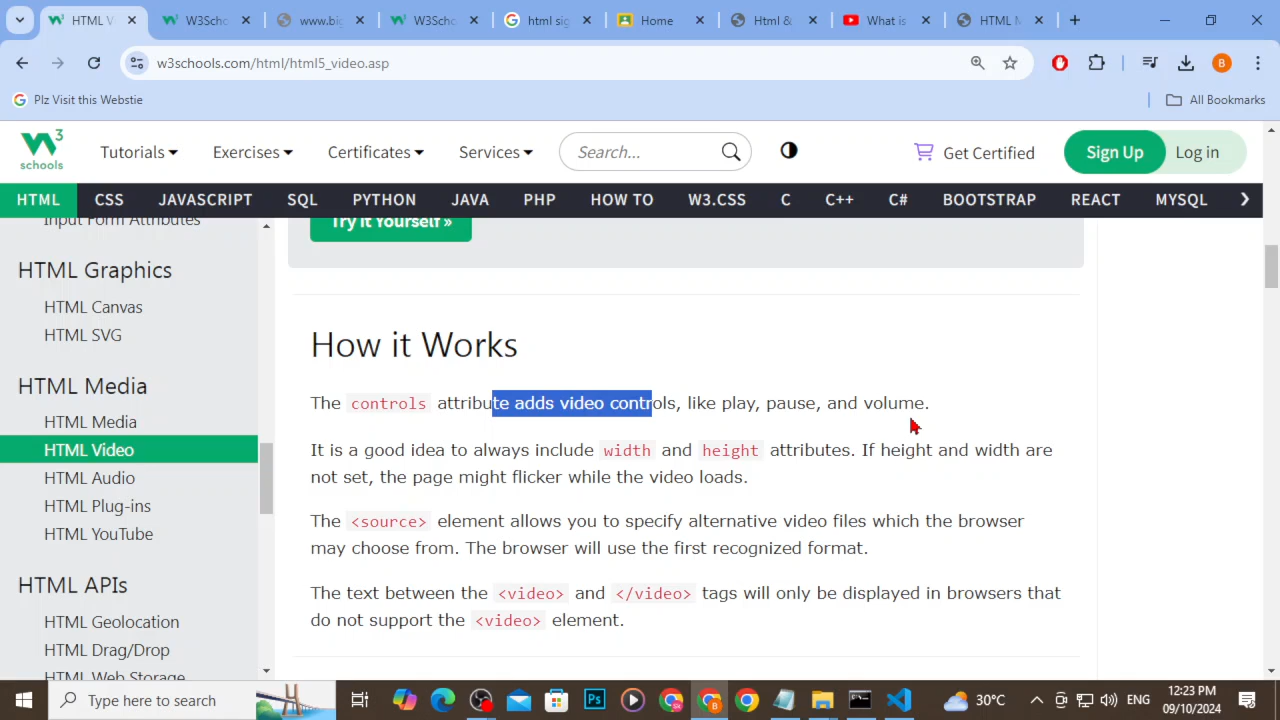 HTML V
W3Scho
www.big
W3Sch
html sig
Home
Html &
What is
HTML M
w3schools.com/html/html5_video.asp
B
Plz Visit this Webstie
All Bookmarks
W3
schools
Tutorials
Exercises
Certificates
Services
Search...
Get Certified
Sign Up
Log in
HTML
CSS
JAVASCRIPT
SQL
PYTHON
JAVA
PHP
HOW TO
W3.CSS
C
C++
C#
BOOTSTRAP
REACT
MYSQL
Input Form Attributes
HTML Graphics
HTML Canvas
HTML SVG
HTML Media
HTML Media
HTML Video
HTML Audio
HTML Plug-ins
HTML YouTube
HTML APIs
HTML Geolocation
HTML Drag/Drop
HTML Web Storage
Try it Yourself »
How it Works
The controls attribute adds video controls, like play, pause, and volume.
It is a good idea to always include width and height attributes. If height and width are
not set, the page might flicker while the video loads.
The <source> element allows you to specify alternative video files which the browser
may choose from. The browser will use the first recognized format.
The text between the <video> and </video> tags will only be displayed in browsers that
do not support the <video> element.
Type here to search
Ps
30°C
ENG
12:23 PM
09/10/2024